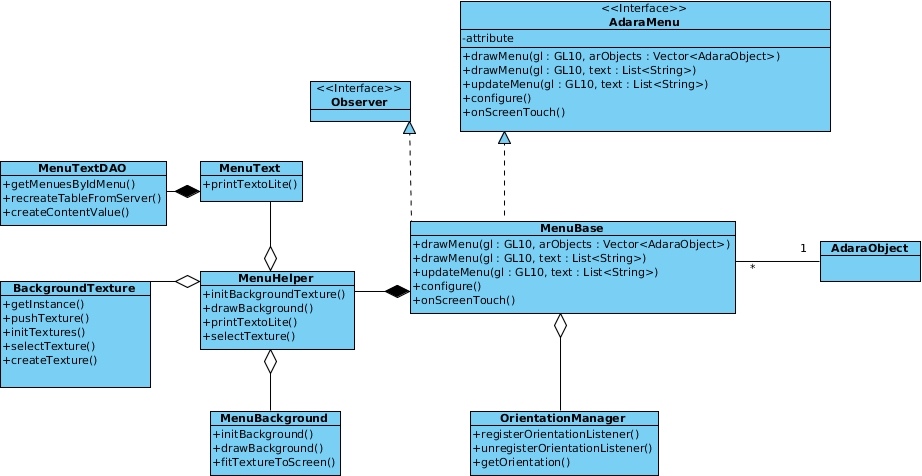 <<Interface>>
AdaraMenu
-attribute
+drawMenu(gl : GL10, arObjects : Vector<AdaraObject>)
+drawMenu(gl : GL10, text : List<String>)
+updateMenu(gl : GL10, text : List<String>)
+configure()
+onScreenTouch()
<<Interface>>
Observer
MenuTextDAO
+getMenuesByIdMenu()
+recreateTableFromServer()
+createContentValue()
MenuText
+printTextoLite()
MenuBase
+drawMenu(gl : GL10, arObjects : Vector<AdaraObject>)
+drawMenu(gl : GL10, text : List<String>)
+updateMenu(gl : GL10, text : List<String>)
+configure()
+onScreenTouch()
1
*
AdaraObject
MenuHelper
+initBackgroundTexture()
+drawBackground()
+printTextoLite()
+selectTexture()
BackgroundTexture
+getInstance()
+pushTexture()
+initTextures()
+selectTexture()
+createTexture()
MenuBackground
+initBackground()
+drawBackground()
+fitTextureToScreen()
OrientationManager
+registerOrientationListener()
+unregisterOrientationListener()
+getOrientation()